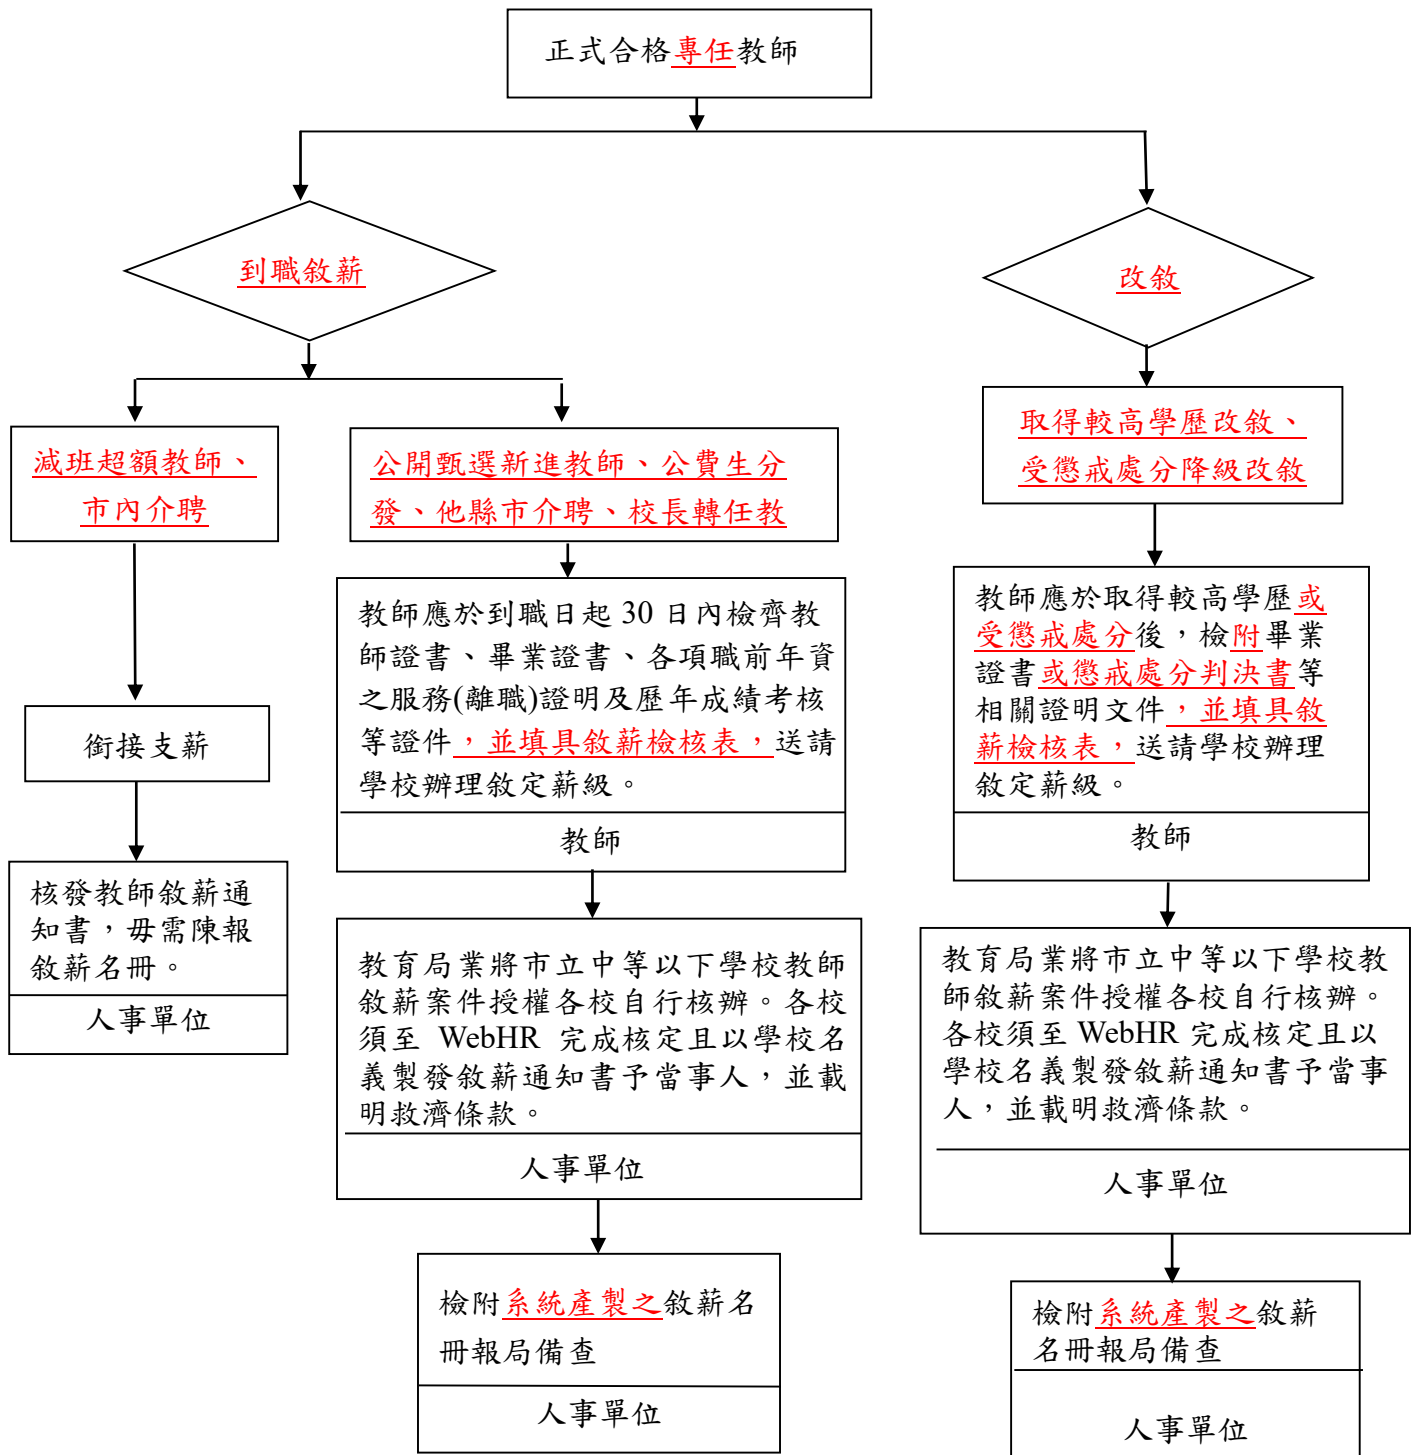 正式合格專任教師
到職敘薪
改敘
減班超額教師、
市內介聘
公開甄選新進教師、公費生分
發、他縣市介聘、校長轉任教
取得較高學歷改敘、
受懲戒處分降級改敘
銜接支薪
核發教師敘薪通
知書，毋需陳報
敘薪名冊。
人事單位
教師應於到職日起 30 日內檢齊教
師證書、畢業證書、各項職前年資
之服務(離職)證明及歷年成績考核
等證件，並填具敘薪檢核表，送請
學校辦理敘定薪級。
教師
教師應於取得較高學歷或
受懲戒處分後，檢附畢業
證書或懲戒處分判決書等
相關證明文件，並填具敘
薪檢核表，送請學校辦理
敘定薪級。
教師
教育局業將市立中等以下學校教師
敘薪案件授權各校自行核辦。各校
須至 WebHR 完成核定且以學校名
義製發敘薪通知書予當事人，並載
明救濟條款。
人事單位
教育局業將市立中等以下學校教
師敘薪案件授權各校自行核辦。
各校須至 WebHR 完成核定且以
學校名義製發敘薪通知書予當事
人，並載明救濟條款。
人事單位
檢附系統產製之敘薪名
冊報局備查
人事單位
檢附系統產製之敘薪
名冊報局備查
人事單位